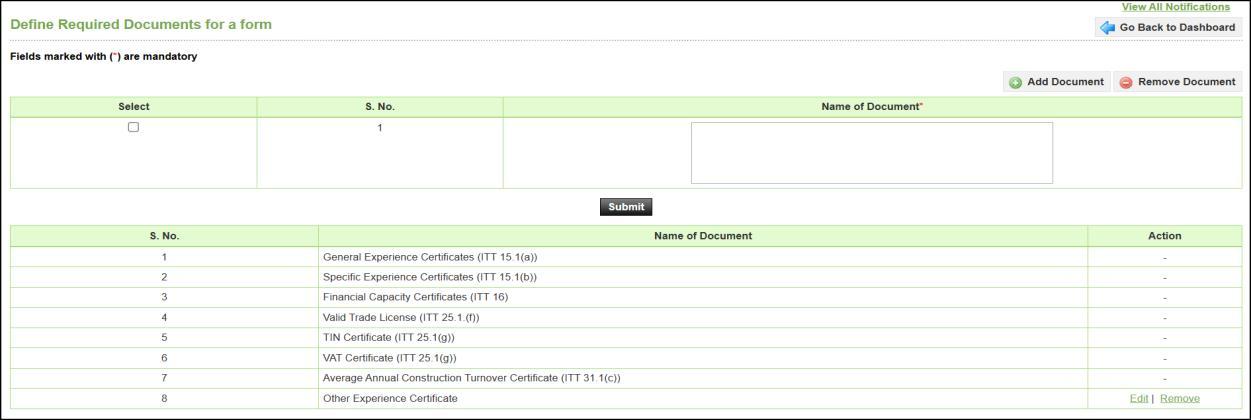 View All Notifications
Define Required Documents for a form
Go Back to Dashboard
Fields marked with (*) are mandatory
Add Document Remove Document
Select S. No. Name of Document*
1
Submit
S. No. Name of Document Action
1 General Experience Certificates (ITT 15.1(a)) -
2 Specific Experience Certificates (ITT 15.1(b)) -
3 Financial Capacity Certificates (ITT 16) -
4 Valid Trade License (ITT 25.1.(f)) -
5 TIN Certificate (ITT 25.1(g)) -
6 VAT Certificate (ITT 25.1(g)) -
7 Average Annual Construction Turnover Certificate (ITT 31.1(c)) -
8 Other Experience Certificate Edit | Remove